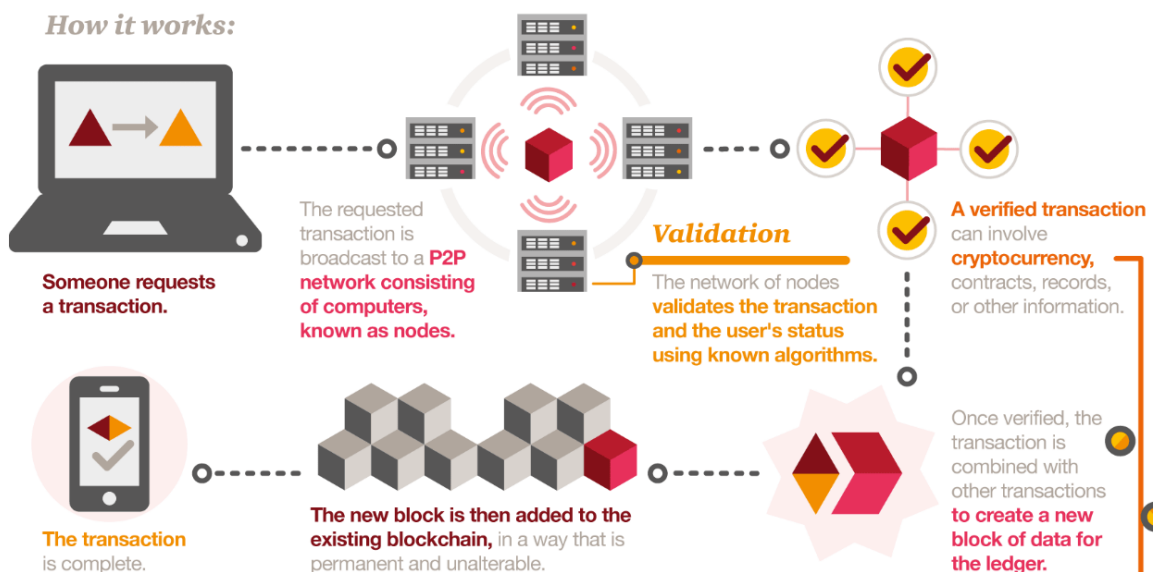 How it works:
Someone requests
a transaction.
The requested
transaction is
broadcast to a P2P
network consisting
of computers,
known as nodes.
Validation
The network of nodes
validates the transaction
and the user's status
using known algorithms.
A verified transaction
can involve
cryptocurrency,
contracts, records,
or other information.
Once verified, the
transaction is
combined with
other transactions
to create a new
block of data for
the ledger.
The new block is then added to the
existing blockchain, in a way that is
permanent and unalterable.
The transaction
is complete.